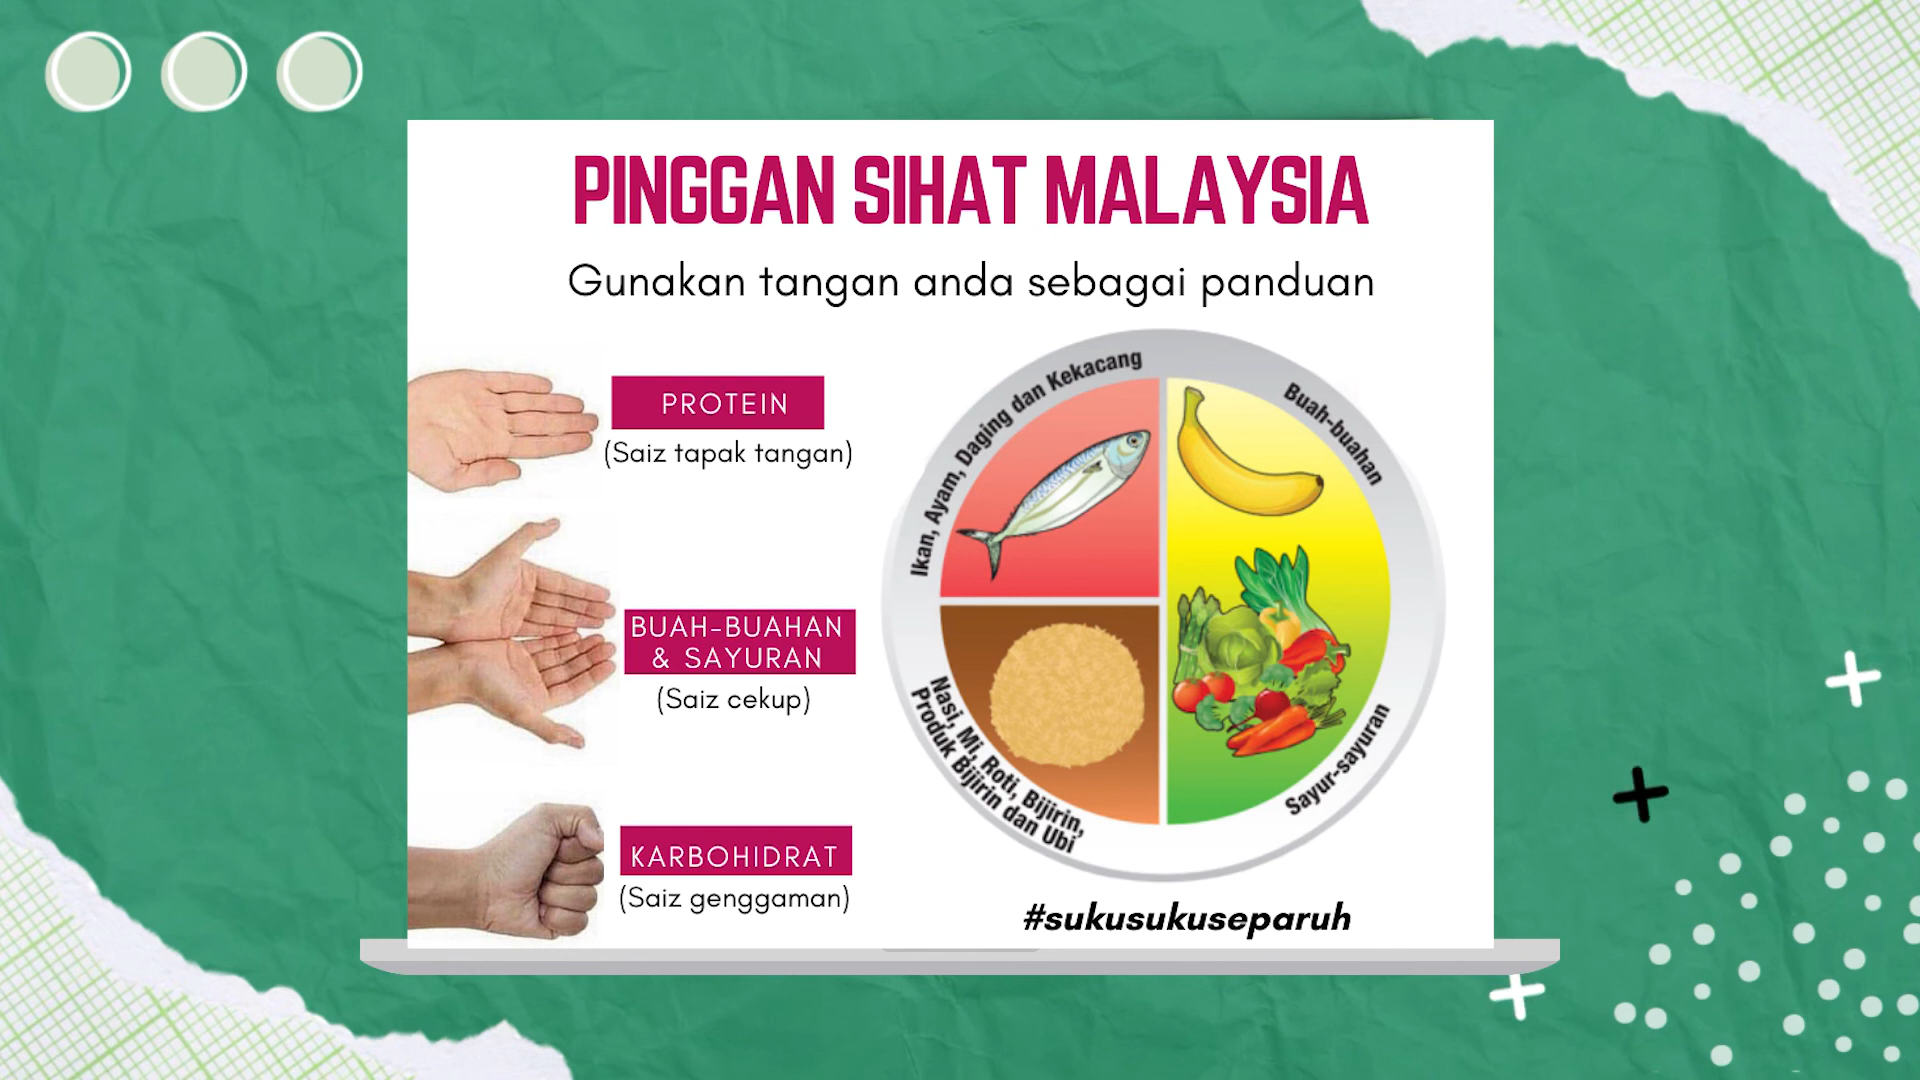 PINGGAN SIHAT MALAYSIA
Gunakan tangan anda sebagai panduan
PROTEIN
(Saiz tapak tangan)
BUAH-BUAHAN
& SAYURAN
(Saiz cekup)
KARBOHIDRAT
(Saiz genggaman)
Ikan, Ayam, Daging dan Kekacang
Buah-buahan
Nasi, Mi, Roti, Bijirin,
Produk Bijirin dan Ubi
Sayur-sayuran
#sukusukuseparuh